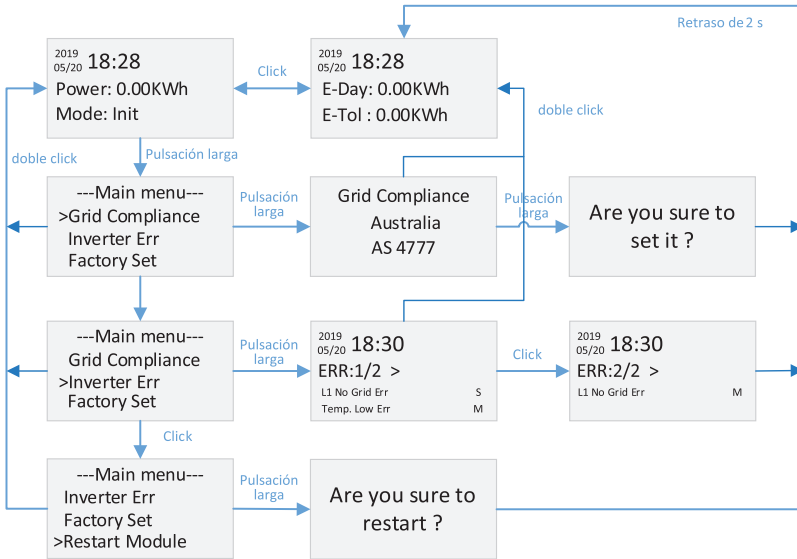 Retraso de 2 s
2019
05/20 18:28
Power: 0.00KWh
Mode: Init
Click
2019
05/20 18:28
E-Day: 0.00KWh
E-Tol : 0.00KWh
doble click
doble click
Pulsación larga
---Main menu---
>Grid Compliance
Inverter Err
Factory Set
Pulsación
larga
Grid Compliance
Australia
AS 4777
Pulsación
larga
Are you sure to
set it ?
---Main menu---
Grid Compliance
>Inverter Err
Factory Set
Pulsación
larga
2019
05/20 18:30
ERR:1/2 >
L1 No Grid Err S
Temp. Low Err M
Click
2019
05/20 18:30
ERR:2/2 >
L1 No Grid Err M
Click
---Main menu---
Inverter Err
Factory Set
>Restart Module
Pulsación
larga
Are you sure to
restart ?